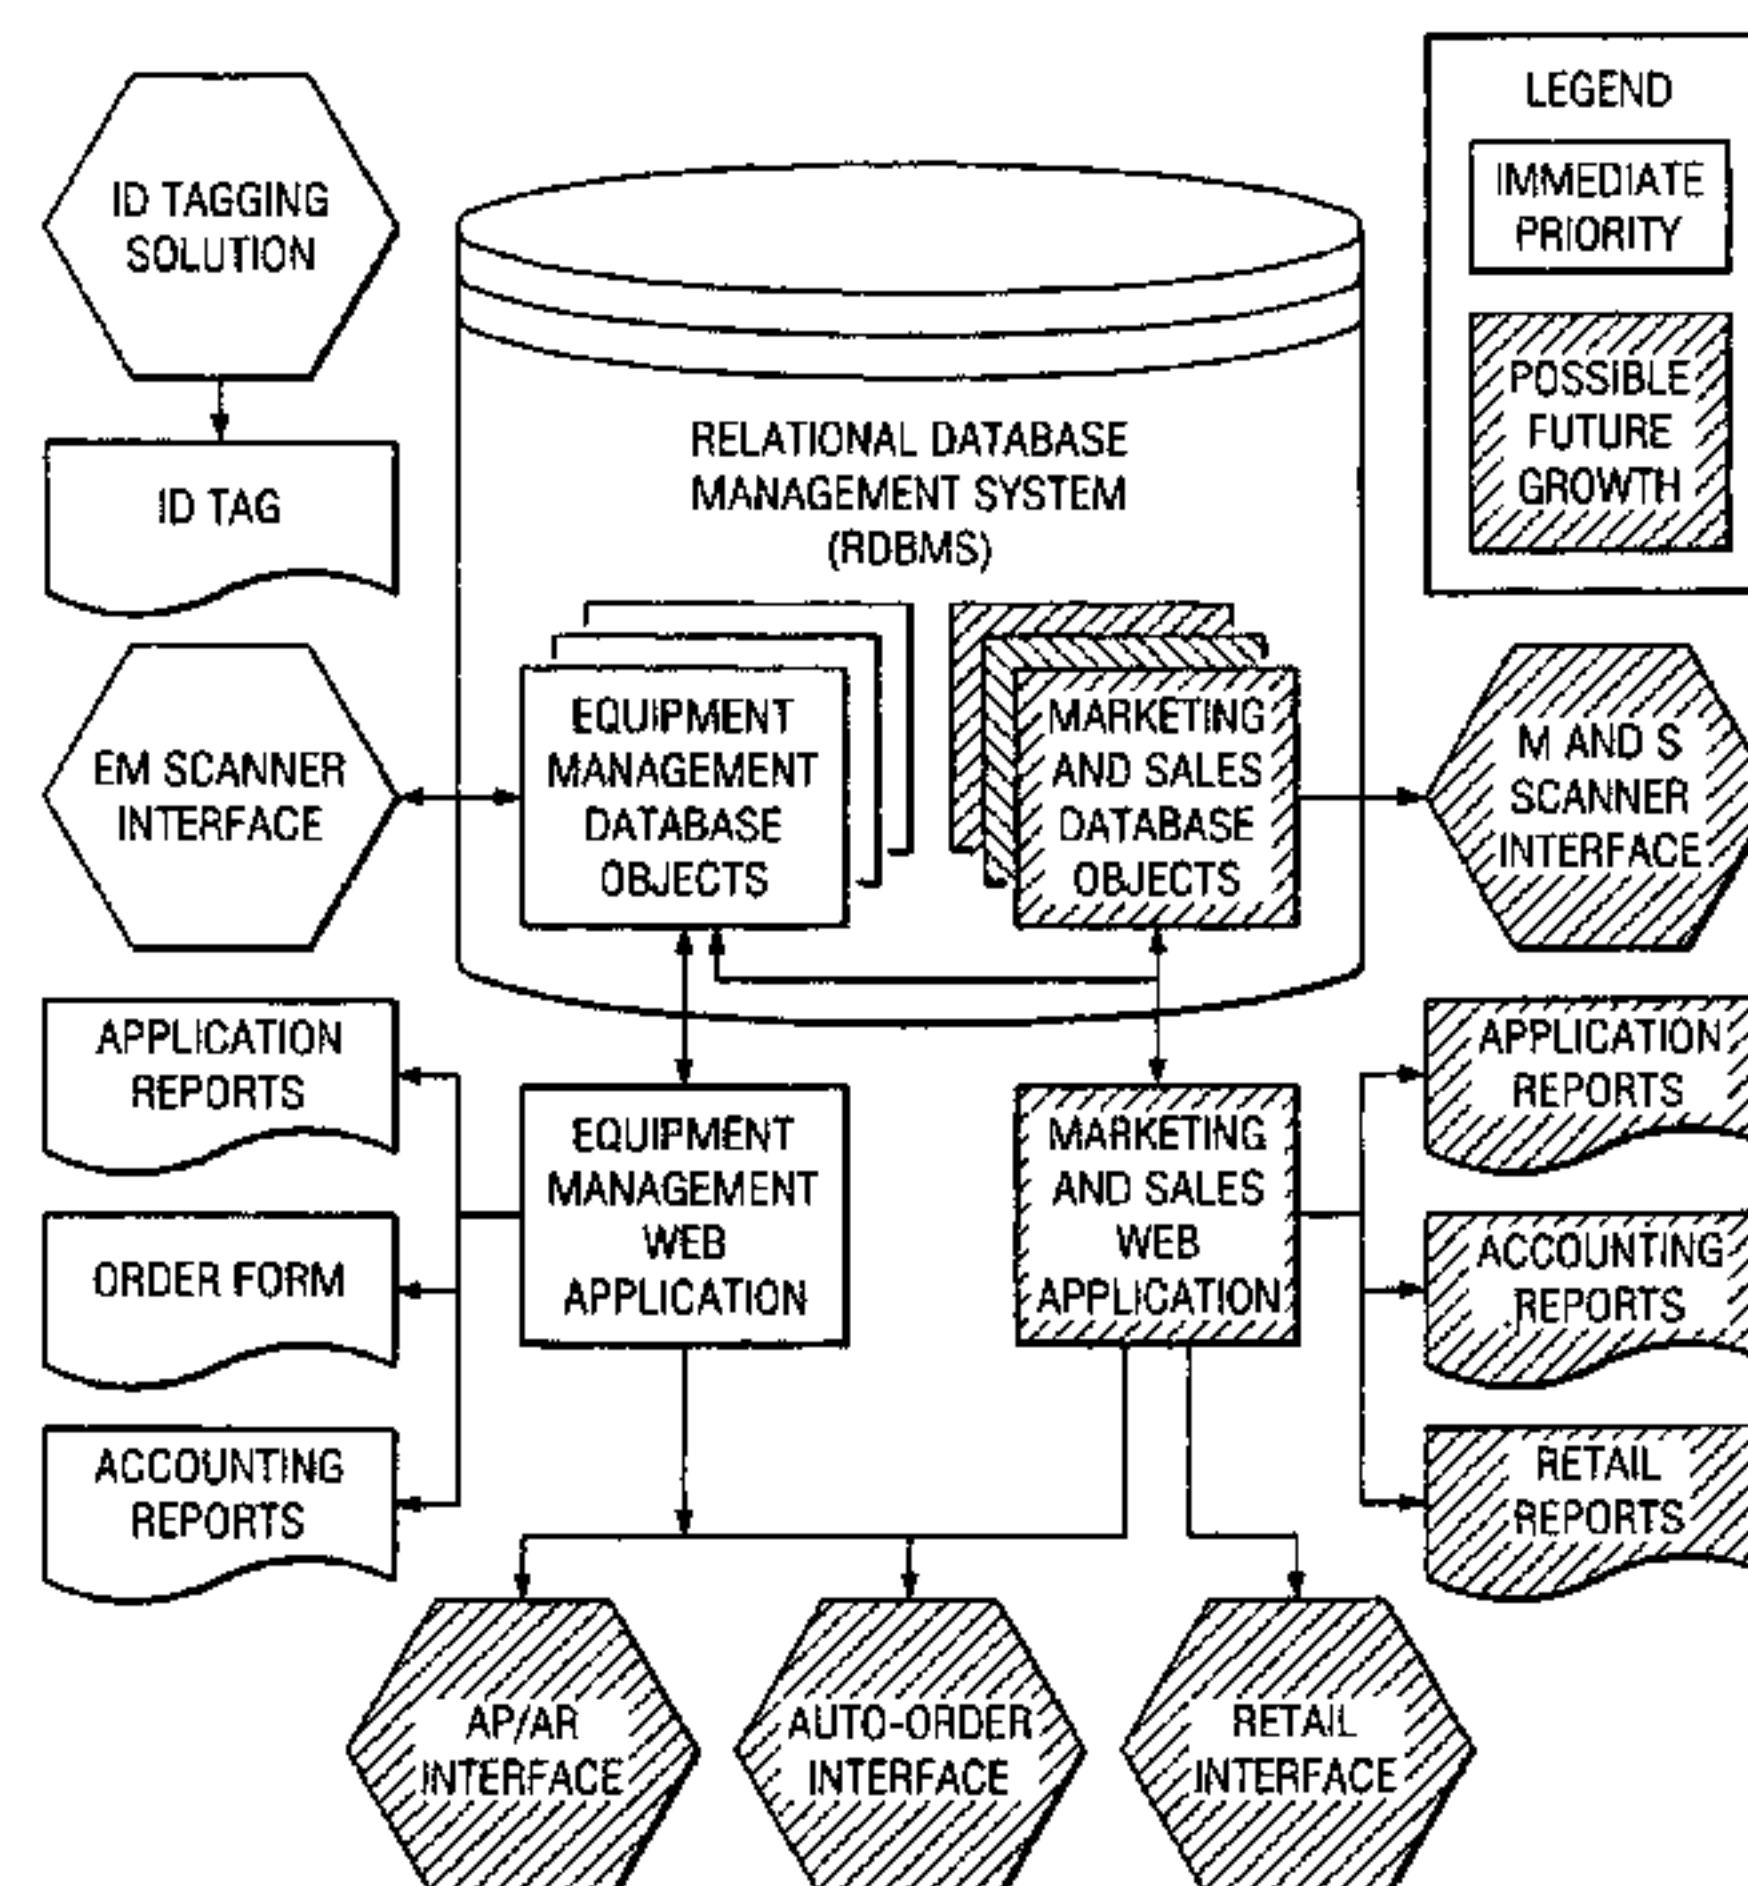 LEGEND
IMMEDIATE
PRIORITY
POSSIBLE
FUTURE
GROWTH
ID TAGGING
SOLUTION
ID TAG
RELATIONAL DATABASE
MANAGEMENT SYSTEM
(RDBMS)
EM SCANNER
INTERFACE
EQUIPMENT
MANAGEMENT
DATABASE
OBJECTS
MARKETING
AND SALES
DATABASE
OBJECTS
M AND S
SCANNER
INTERFACE
APPLICATION
REPORTS
ORDER FORM
ACCOUNTING
REPORTS
EQUIPMENT
MANAGEMENT
WEB
APPLICATION
MARKETING
AND SALES
WEB
APPLICATION
APPLICATION
REPORTS
ACCOUNTING
REPORTS
RETAIL
REPORTS
AP/AR
INTERFACE
AUTO-ORDER
INTERFACE
RETAIL
INTERFACE